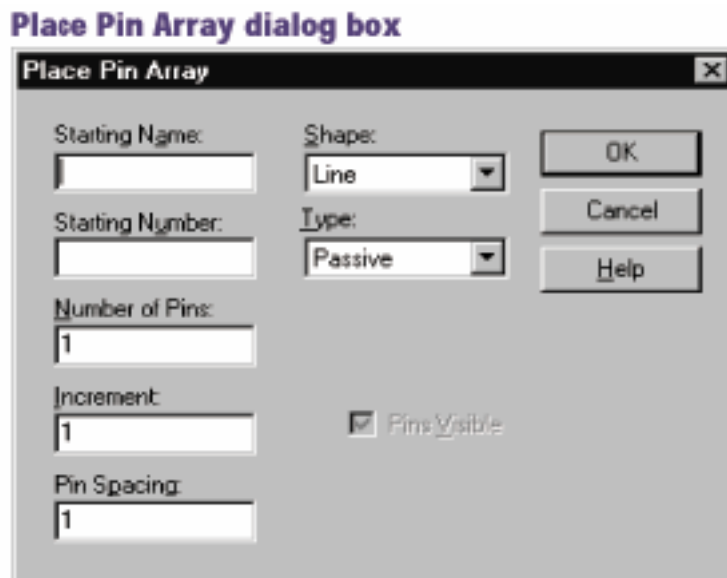 Place Pin Array dialog box
Place Pin Array
Starting Name:
Starting Number:
Number of Pins:
1
Increment:
1
Pin Spacing:
1
Shape:
Line
Type:
Passive
Pins Visible
OK
Cancel
Help